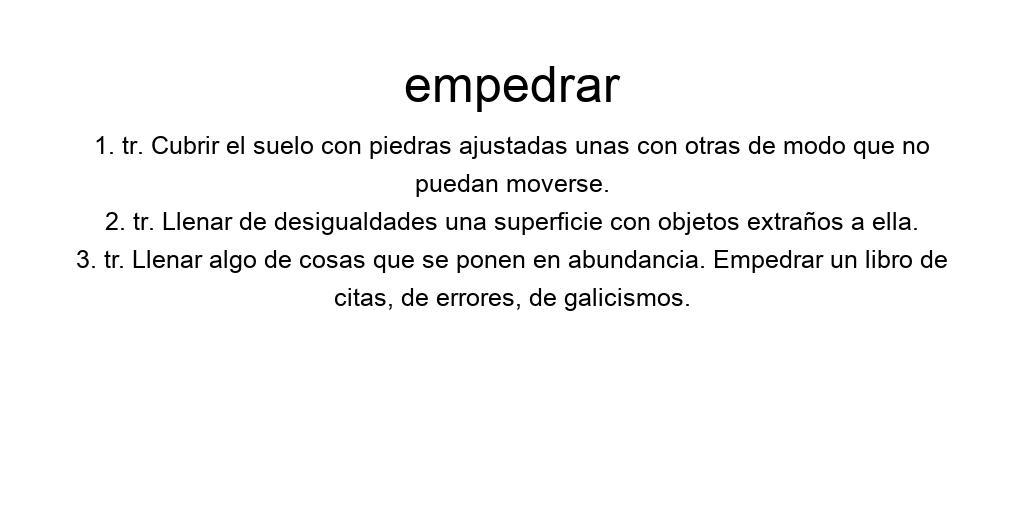 empedrar
1. tr. Cubrir el suelo con piedras ajustadas unas con otras de modo que no
puedan moverse.
2. tr. Llenar de desigualdades una superficie con objetos extraños a ella.
3. tr. Llenar algo de cosas que se ponen en abundancia. Empedrar un libro de
citas, de errores, de galicismos.